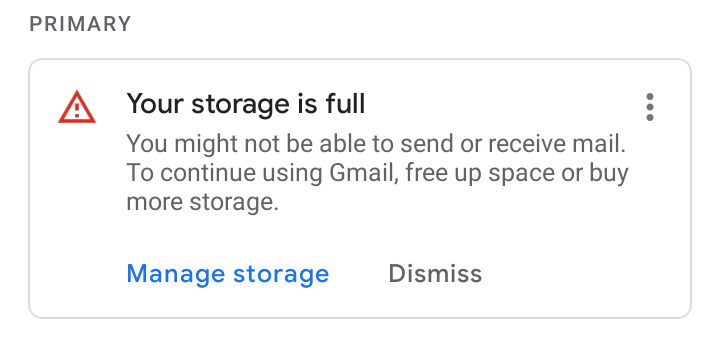 PRIMARY
Your storage is full
You might not be able to send or receive mail.
To continue using Gmail, free up space or buy
more storage.
Manage storage Dismiss